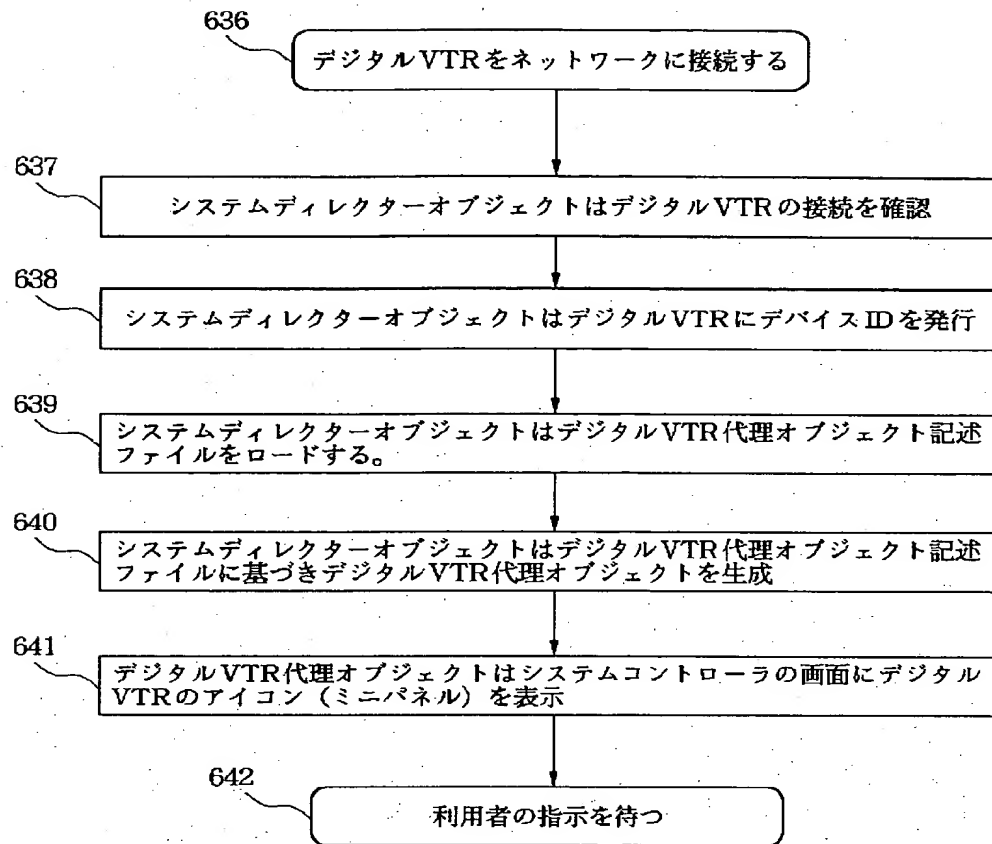 636
デジタルVTRをネットワークに接続する
637
システムディレクターオブジェクトはデジタルVTRの接続を確認
638
システムディレクターオブジェクトはデジタルVTRにデバイスIDを発行
639
システムディレクターオブジェクトはデジタルVTR代理オブジェクト記述
ファイルをロードする。
640
システムディレクターオブジェクトはデジタルVTR代理オブジェクト記述
ファイルに基づきデジタルVTR代理オブジェクトを生成
641
デジタルVTR代理オブジェクトはシステムコントローラの画面にデジタル
VTRのアイコン（ミニパネル）を表示
642
利用者の指示を待つ